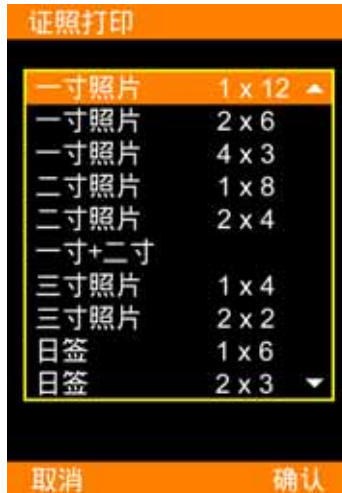 证照打印
一寸照片 1 x 12
一寸照片 2 x 6
一寸照片 4 x 3
二寸照片 1 x 8
二寸照片 2 x 4
一寸+二寸
三寸照片 1 x 4
三寸照片 2 x 2
日签 1 x 6
日签 2 x 3
取消 确认